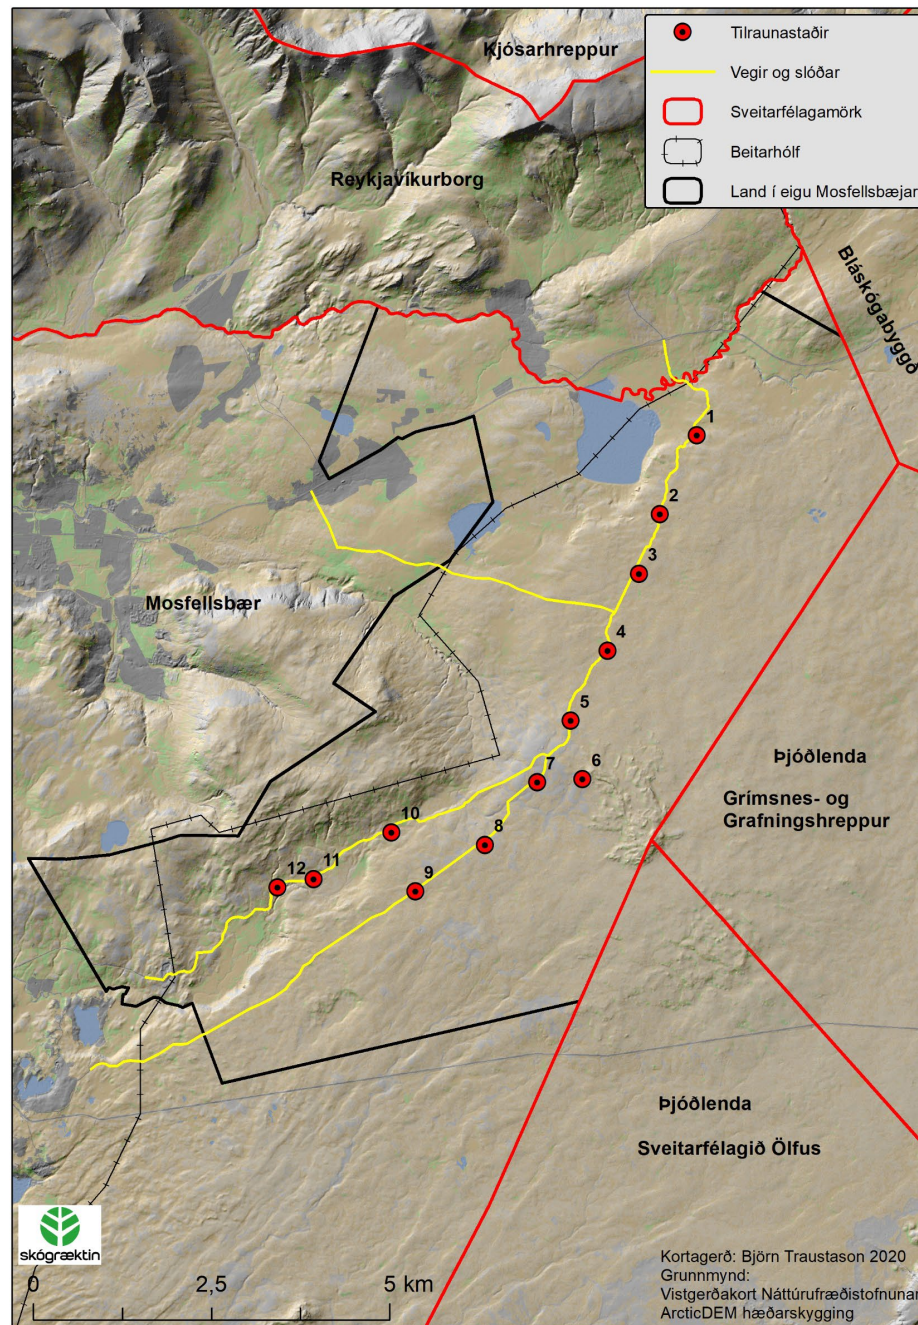 Kjósarhreppur
Tilraunastaðir
Vegir og slóðar
Sveitarfélagamörk
Beitarhólf
Land í eigu Mosfellsbæjar
Reykjavíkurborg
Bláskógabyggð
1
2
3
Mosfellsbær
4
5
Þjóðlenda
6
7
Grímsnes- og
Grafningshreppur
10
8
11
12
9
Þjóðlenda
Sveitarfélagið Ölfus
skógræktin
0
2,5
5 km
Kortagerð: Björn Traustason 2020
Grunnmynd:
Vistgerðakort Náttúrufræðistofnunar
ArcticDEM hæðarskygging